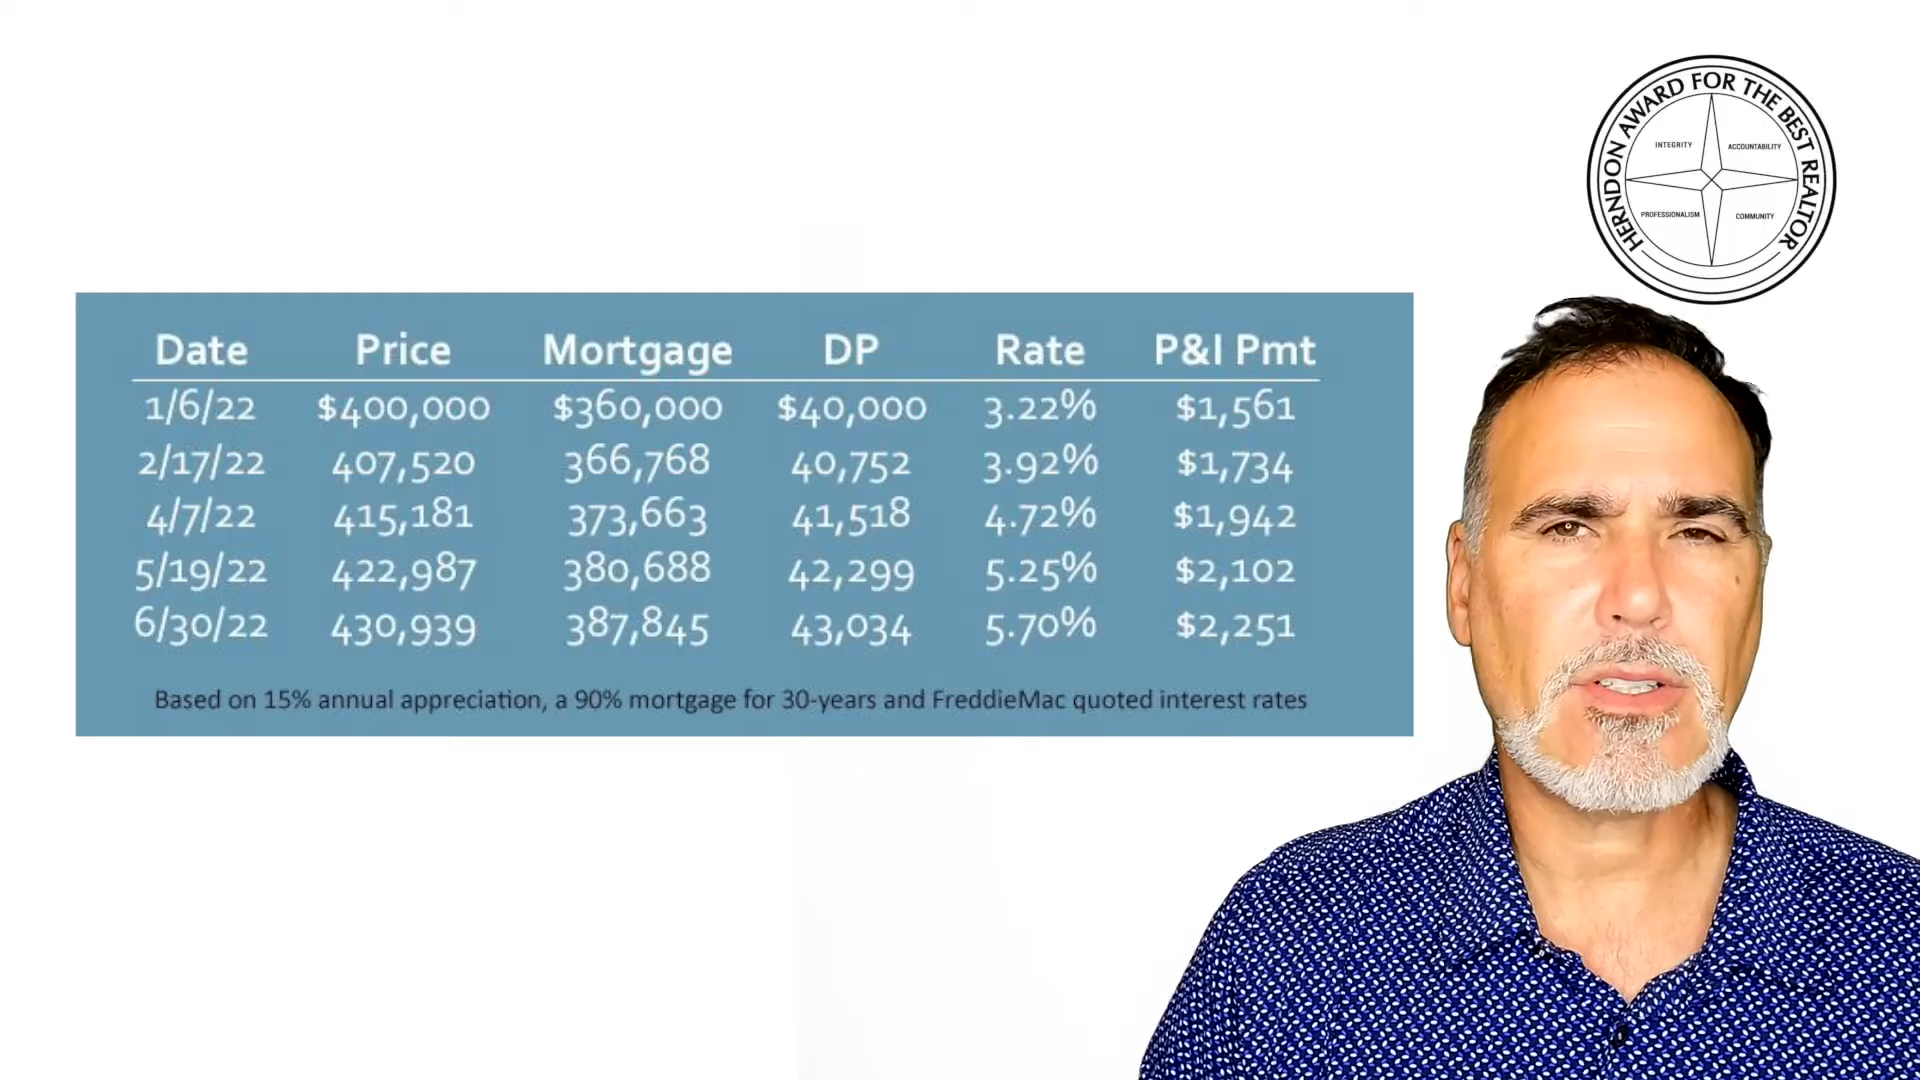 HERNDON AWARD FOR THE BEST REALTOR
INTEGRITY ACCOUNTABILITY
PROFESSIONALISM COMMUNITY
Date Price Mortgage DP Rate P&I Pmt
1/6/22 $400,000 $360,000 $40,000 3.22% $1,561
2/17/22 407,520 366,768 40,752 3.92% $1,734
4/7/22 415,181 373,663 41,518 4.72% $1,942
5/19/22 422,987 380,688 42,299 5.25% $2,102
6/30/22 430,939 387,845 43,034 5.70% $2,251
Based on 15% annual appreciation, a 90% mortgage for 30-years and FreddieMac quoted interest rates